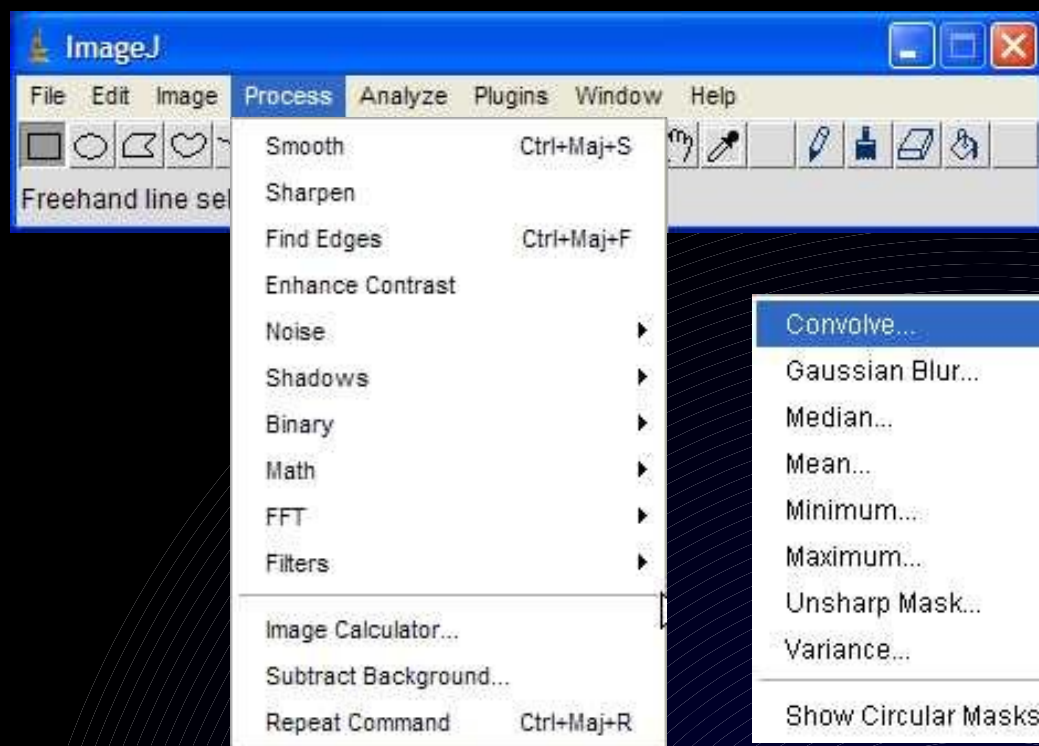 ImageJ
File Edit Image Process Analyze Plugins Window Help
Freehand line sel
Smooth Ctrl+Maj+S
Sharpen
Find Edges Ctrl+Maj+F
Enhance Contrast
Noise
Shadows
Binary
Math
FFT
Filters
Image Calculator...
Subtract Background...
Repeat Command Ctrl+Maj+R
Convolve...
Gaussian Blur...
Median...
Mean...
Minimum...
Maximum...
Unsharp Mask...
Variance...
Show Circular Masks